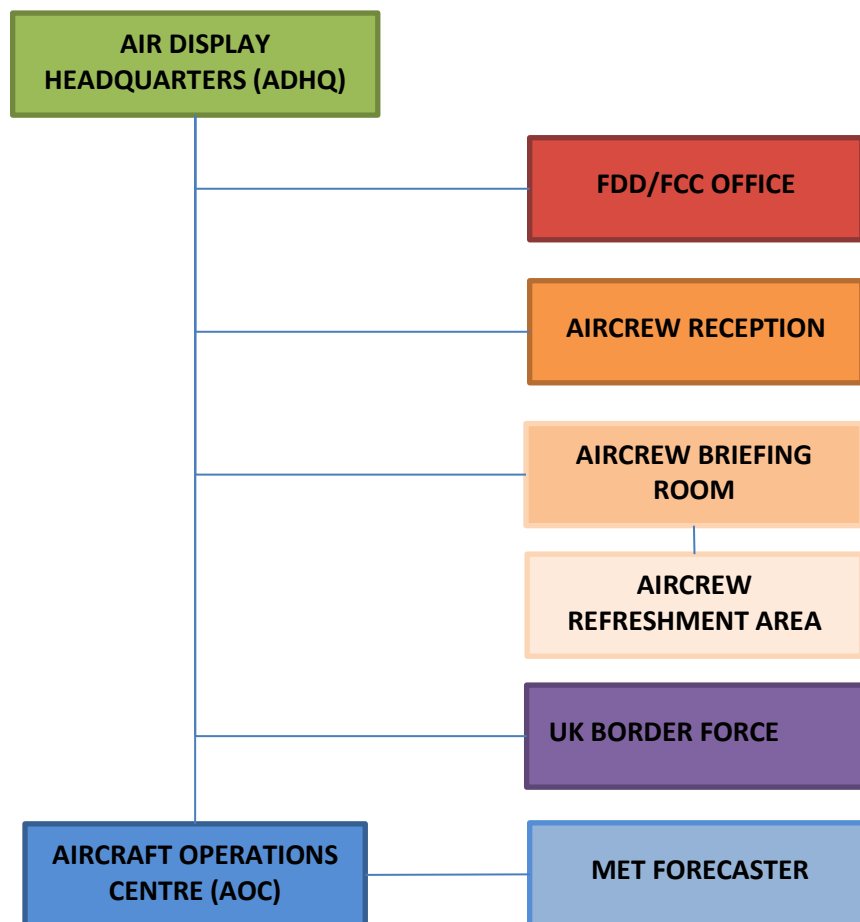 AIR DISPLAY
HEADQUARTERS (ADHQ)
FDD/FCC OFFICE
AIRCREW RECEPTION
AIRCREW BRIEFING
ROOM
AIRCREW
REFRESHMENT AREA
UK BORDER FORCE
AIRCRAFT OPERATIONS
CENTRE (AOC)
MET FORECASTER